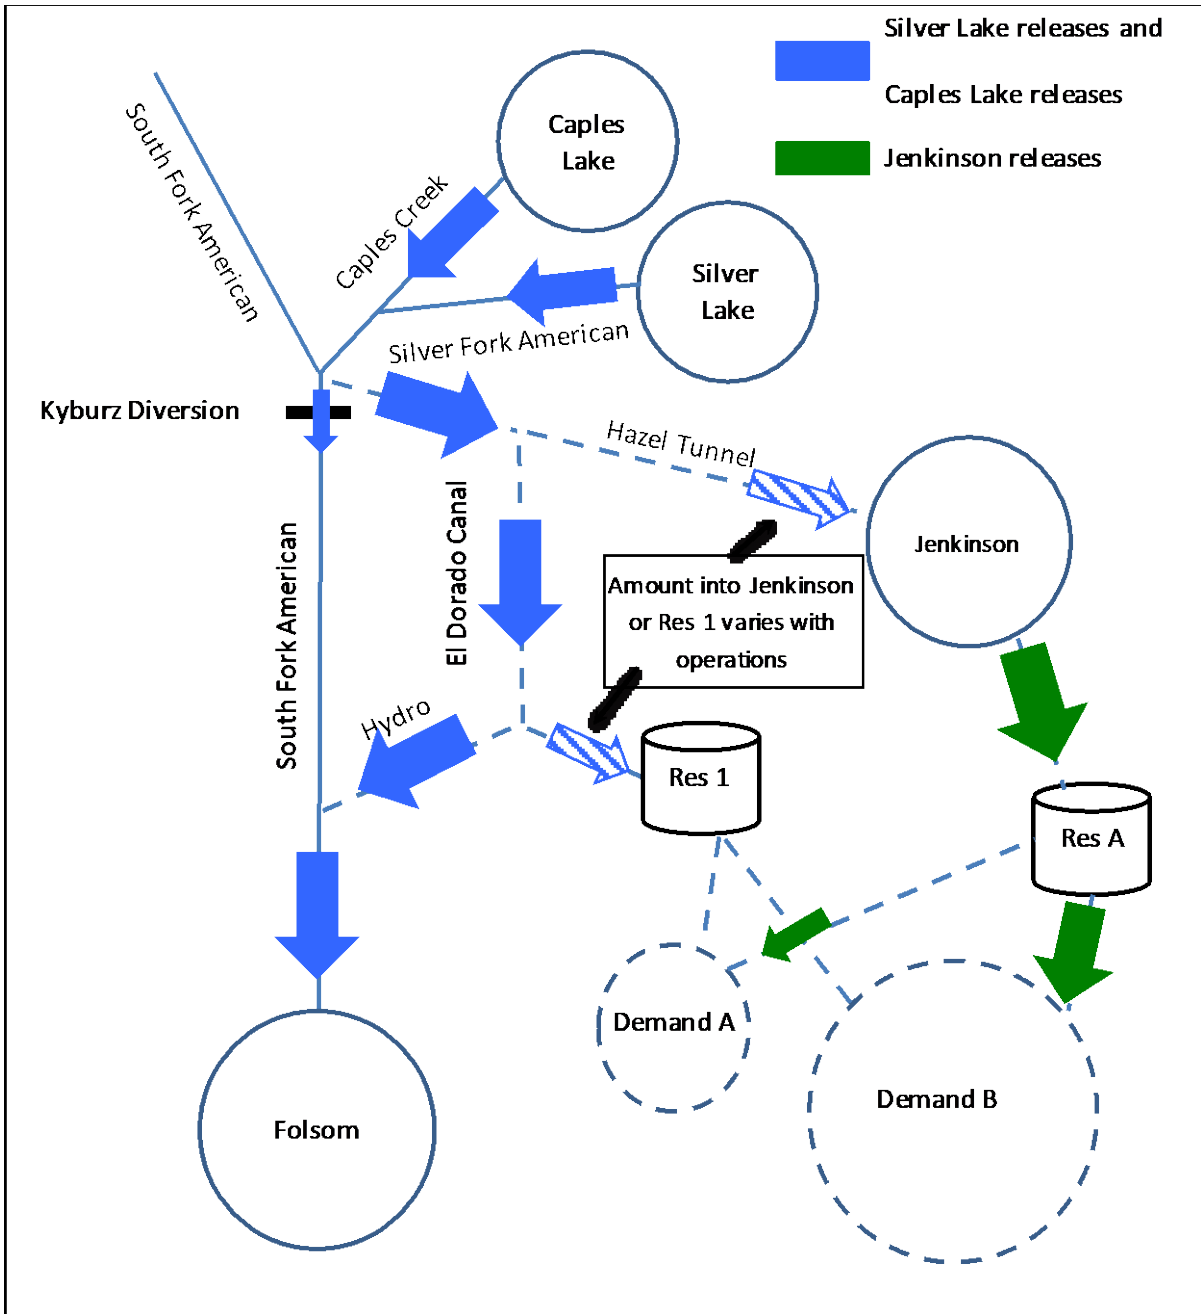 Silver Lake releases and
Caples Lake releases
Jenkinson releases
South Fork American
Caples
Lake
Caples Creek
Silver
Lake
Silver Fork American
Kyburz Diversion
Hazel Tunnel
El Dorado Canal
South Fork American
Jenkinson
Amount into Jenkinson
or Res 1 varies with
operations
Hydro
Res 1
Res A
Demand A
Demand B
Folsom